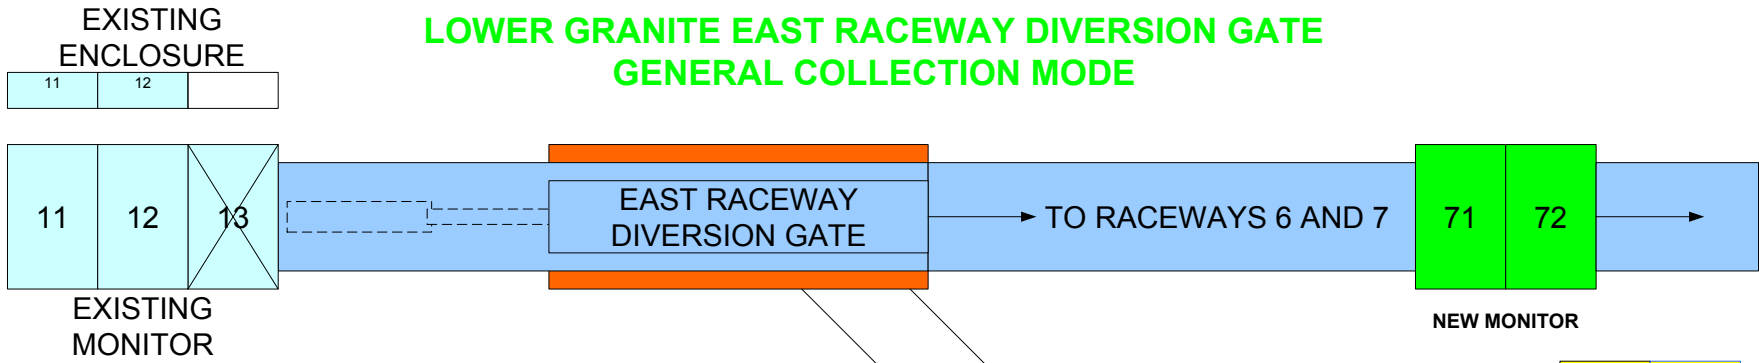 EXISTING
ENCLOSURE
LOWER GRANITE EAST RACEWAY DIVERSION GATE
GENERAL COLLECTION MODE
11 12
11 12 13
EAST RACEWAY
DIVERSION GATE
TO RACEWAYS 6 AND 7
71 72
EXISTING
MONITOR
NEW MONITOR